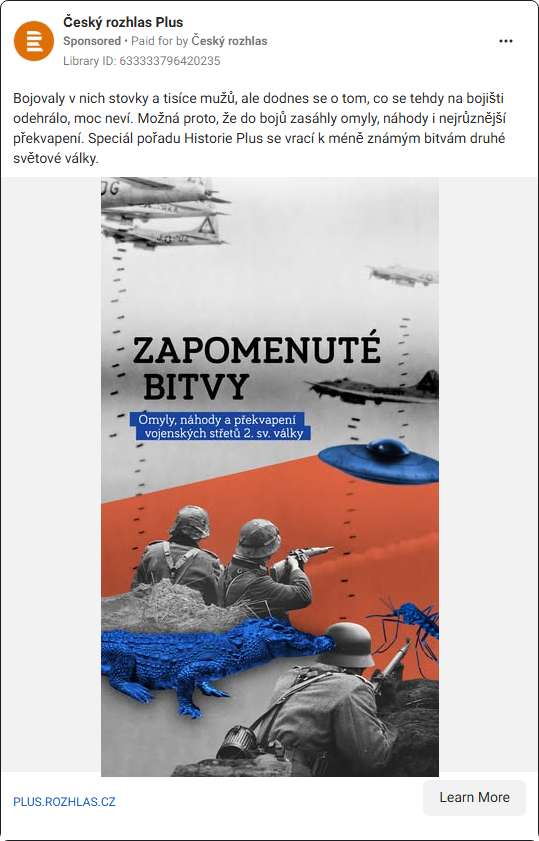 Český rozhlas Plus
Sponsored • Paid for by Český rozhlas
Library ID: 633333796420235
Bojovaly v nich stovky a tisíce mužů, ale dodnes se o tom, co se tehdy na bojišti
odehrálo, moc neví. Možná proto, že do bojů zasáhly omyly, náhody i nejrůznější
překvapení. Speciál pořadu Historie Plus se vrací k méně známým bitvám druhé
světové války.
ZAPOMENUTÉ
BITVY
Omyly, náhody a překvapení
vojenských střetů 2. sv. války
PLUS.ROZHLAS.CZ
Learn More